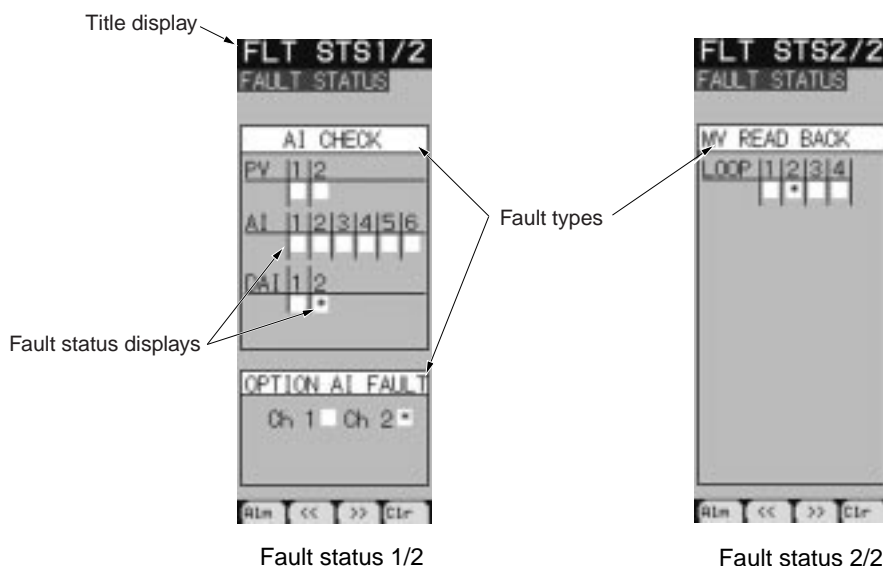 Title display
FLT STS1/2
FAULT STATUS
AI CHECK
PV 1 2
AI 1 2 3 4 5 6
DAI 1 2
*
OPTION AI FAULT
Ch 1 Ch 2 *
Alm << >> Clr
Fault status 1/2
Fault types
Fault status displays
FLT STS2/2
FAULT STATUS
MV READ BACK
LOOP 1 2 3 4
*
Alm << >> Clr
Fault status 2/2